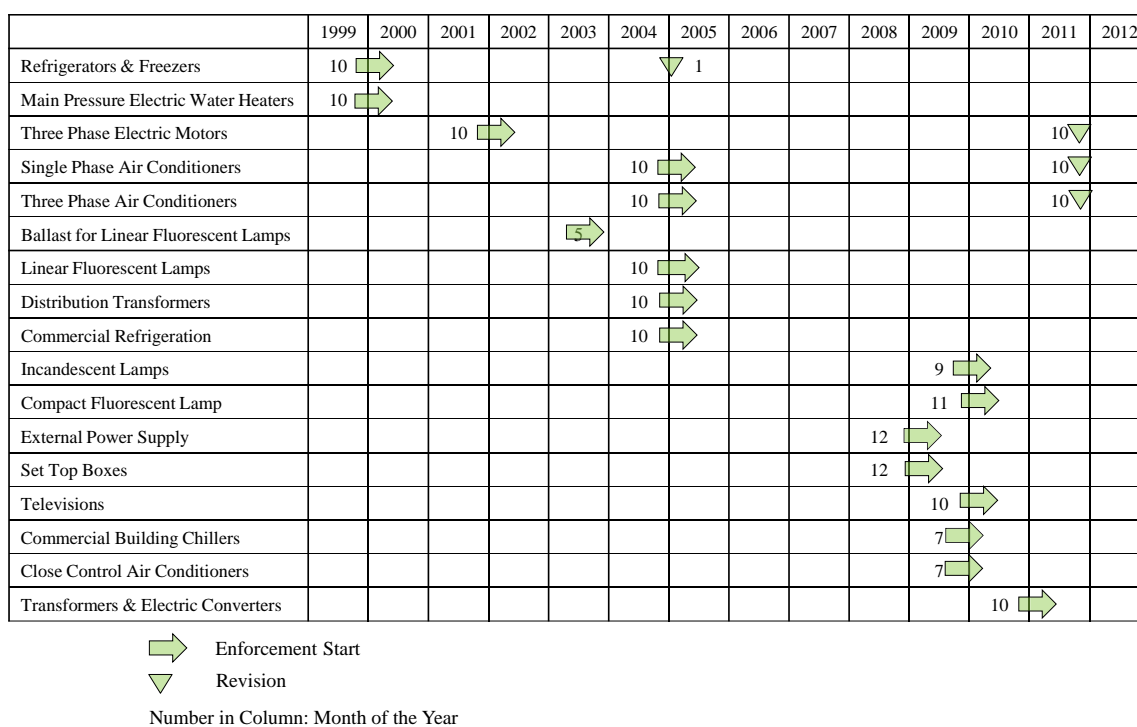 1999 2000 2001 2002 2003 2004 2005 2006 2007 2008 2009 2010 2011 2012
Refrigerators & Freezers 10 1
Main Pressure Electric Water Heaters 10
Three Phase Electric Motors 10 10
Single Phase Air Conditioners 10 10
Three Phase Air Conditioners 10 10
Ballast for Linear Fluorescent Lamps 5
Linear Fluorescent Lamps 10
Distribution Transformers 10
Commercial Refrigeration 10
Incandescent Lamps 9
Compact Fluorescent Lamp 11
External Power Supply 12
Set Top Boxes 12
Televisions 10
Commercial Building Chillers 7
Close Control Air Conditioners 7
Transformers & Electric Converters 10
Enforcement Start
Revision
Number in Column: Month of the Year